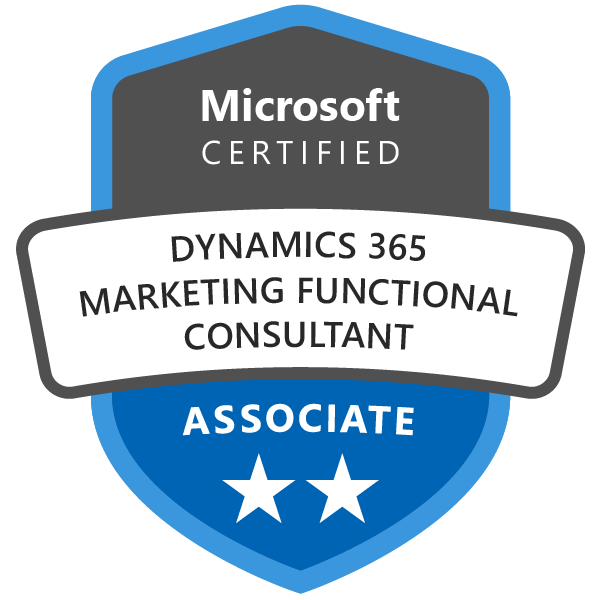 Microsoft
CERTIFIED
DYNAMICS 365
MARKETING FUNCTIONAL
CONSULTANT
ASSOCIATE